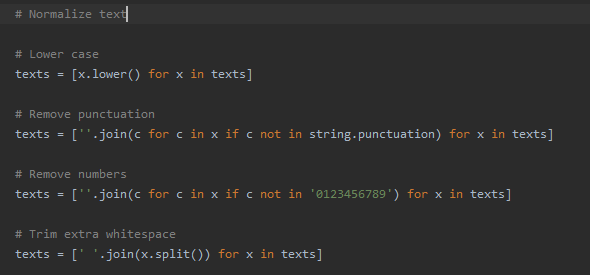 # Normalize text
# Lower case
texts = [x.lower() for x in texts]
# Remove punctuation
texts = [''.join(c for c in x if c not in string.punctuation) for x in texts]
# Remove numbers
texts = [''.join(c for c in x if c not in '0123456789') for x in texts]
# Trim extra whitespace
texts = [' '.join(x.split()) for x in texts]